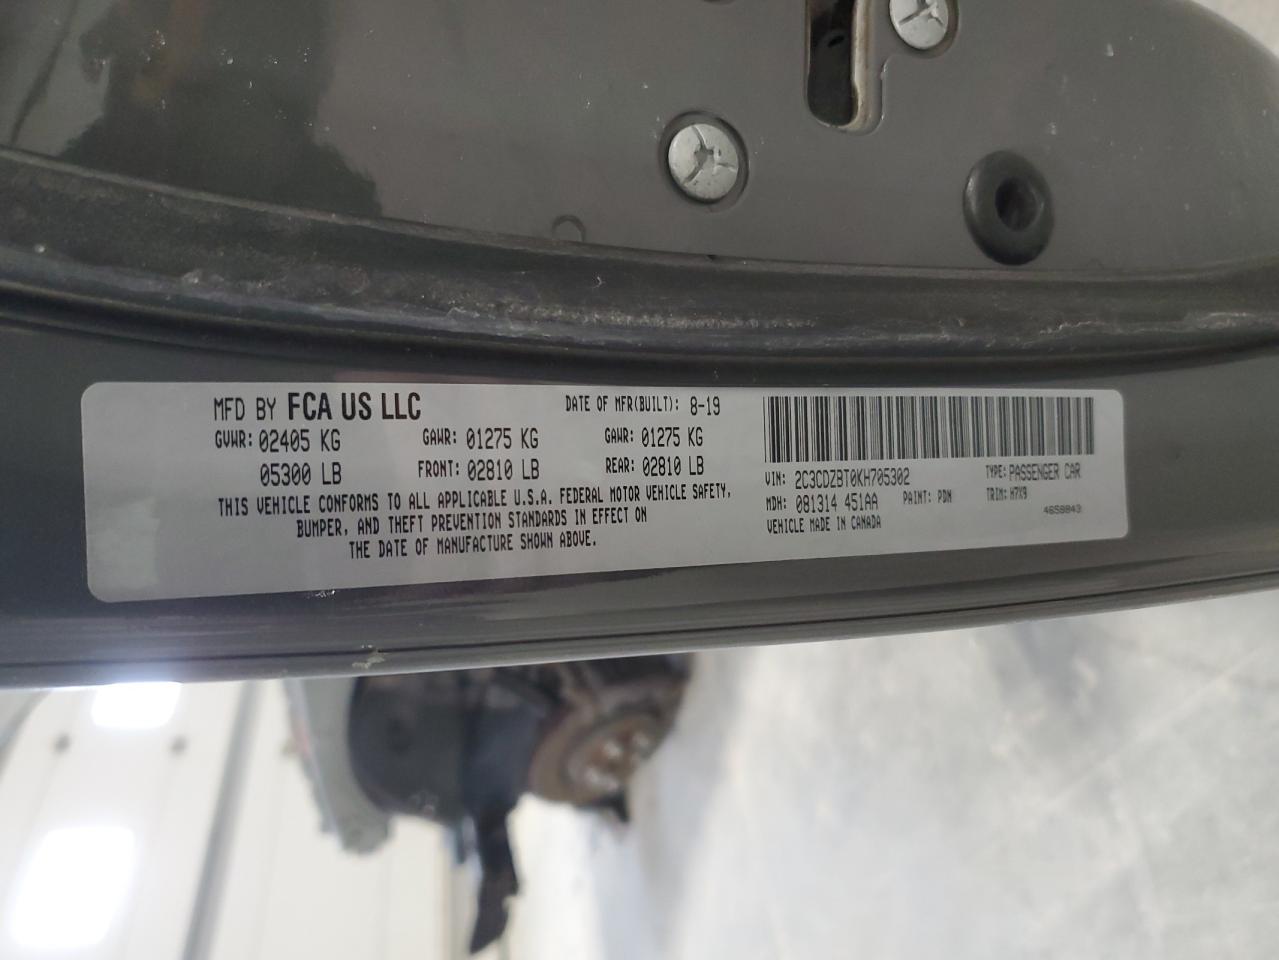 MFD BY FCA US LLC
DATE OF MFR(BUILT): 8-19
GVWR: 02405 KG GAWR: 01275 KG GAWR: 01275 KG
05300 LB FRONT: 02810 LB REAR: 02810 LB
THIS VEHICLE CONFORMS TO ALL APPLICABLE U.S.A. FEDERAL MOTOR VEHICLE SAFETY,
BUMPER, AND THEFT PREVENTION STANDARDS IN EFFECT ON
THE DATE OF MANUFACTURE SHOWN ABOVE.
VIN: 2C3CDZBT0KH705302 TYPE: PASSENGER CAR
MDH: 081314 451AA PAINT: PDN TRIM: H7X9
VEHICLE MADE IN CANADA 4658843